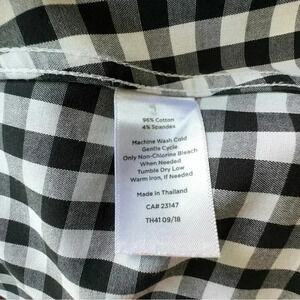 96% Cotton
4% Spandex
Machine Wash Cold
Gentle Cycle
Only Non-Chlorine Bleach
When Needed
Tumble Dry Low
Warm Iron, If Needed
Made in Thailand
CA# 23147
TH41 09/18